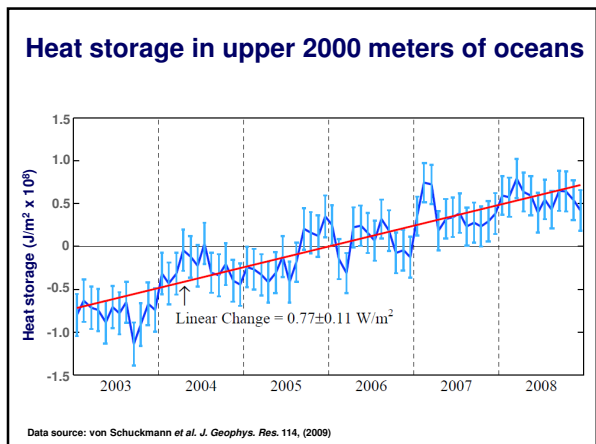 Heat storage in upper 2000 meters of oceans
Heat storage (J/m² x 10⁸)
1.5
1.0
0.5
0
-0.5
-1.0
-1.5
Linear Change = 0.77±0.11 W/m²
2003 2004 2005 2006 2007 2008
Data source: von Schuckmann et al. J. Geophys. Res. 114, (2009)